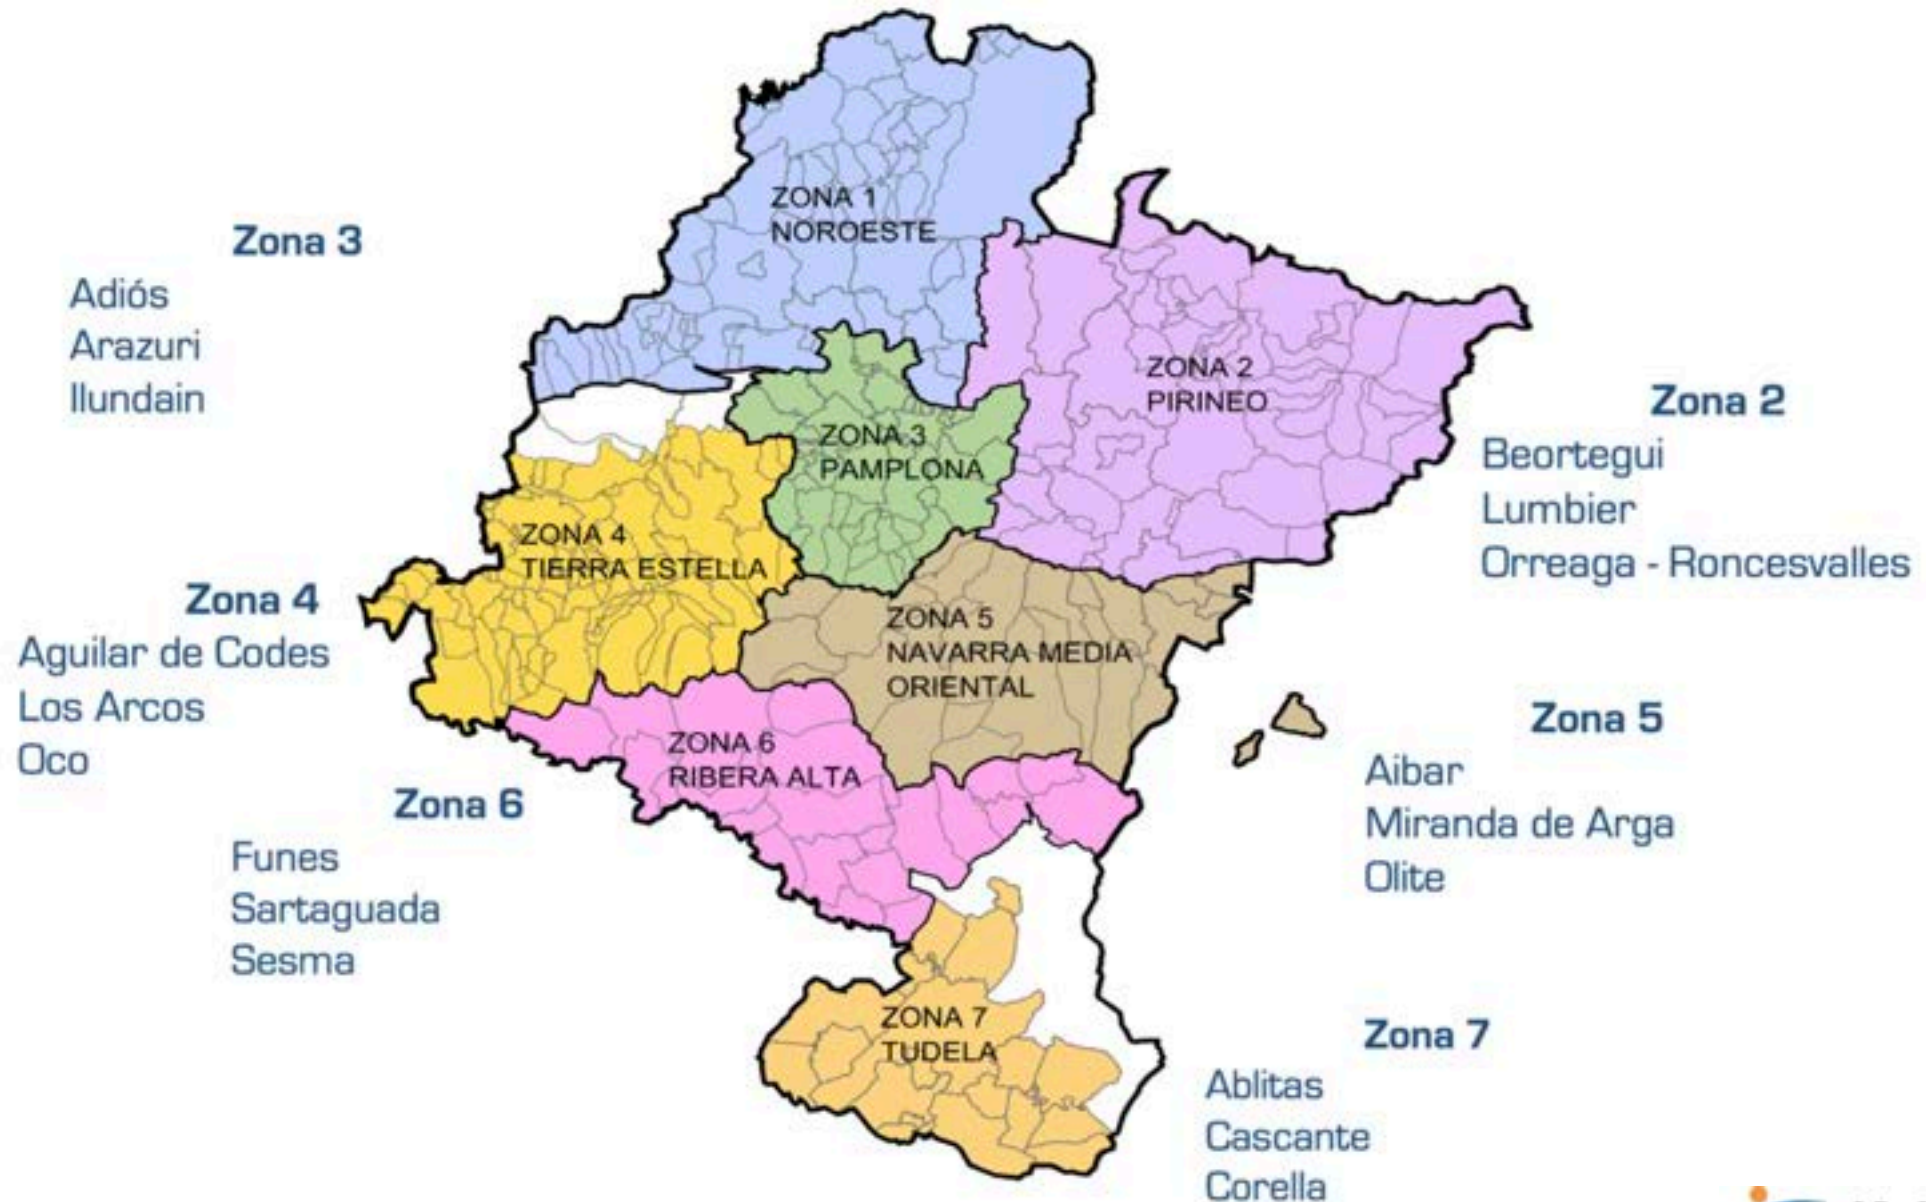 ZONA 1
NOROESTE
Zona 3
Adiós
Arazuri
Ilundain
ZONA 2
PIRINEO
Zona 2
Beortegui
Lumbier
Orreaga - Roncesvalles
ZONA 3
PAMPLONA
ZONA 4
TIERRA ESTELLA
Zona 4
Aguilar de Codes
Los Arcos
Oco
ZONA 5
NAVARRA MEDIA
ORIENTAL
Zona 5
Aibar
Miranda de Arga
Olite
ZONA 6
RIBERA ALTA
Zona 6
Funes
Sartaguada
Sesma
ZONA 7
TUDELA
Zona 7
Ablitas
Cascante
Corella